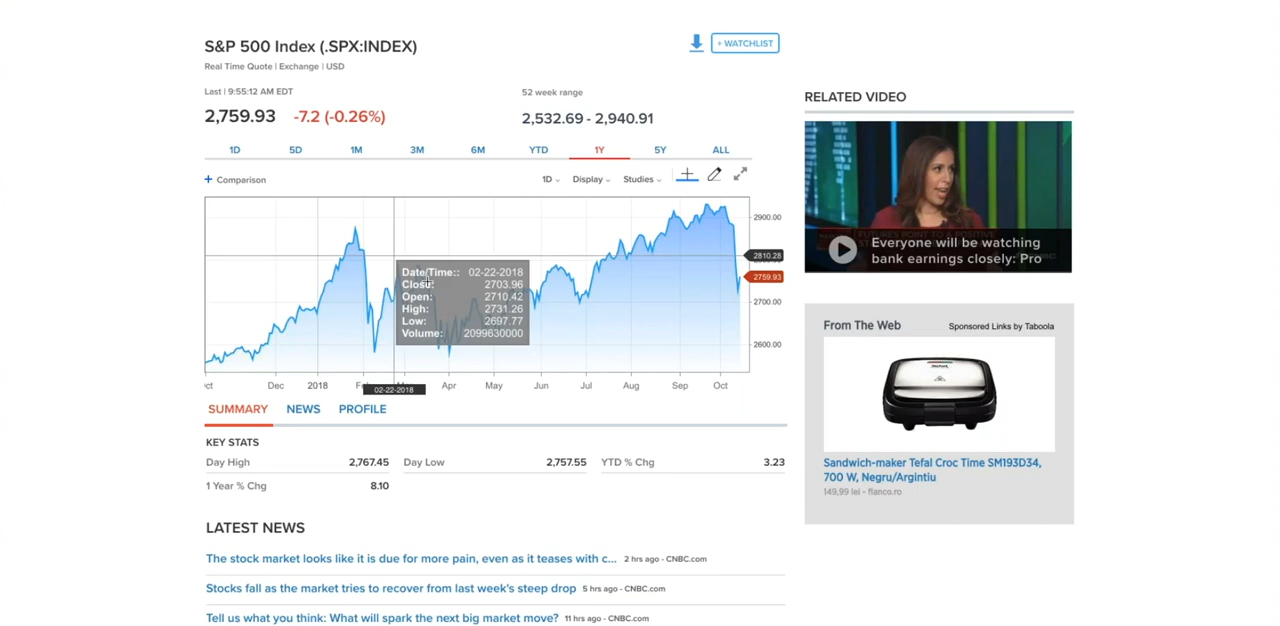 S&P 500 Index (.SPX:INDEX)
+ WATCHLIST
Real Time Quote | Exchange | USD
Last | 9:55:12 AM EDT
52 week range
2,759.93 -7.2 (-0.26%)
2,532.69 - 2,940.91
1D 5D 1M 3M 6M YTD 1Y 5Y ALL
+ Comparison
1D Display Studies
2900.00
2810.28
2759.93
2700.00
2600.00
Date/Time:: 02-22-2018
Close: 2703.96
Open: 2710.42
High: 2731.26
Low: 2697.77
Volume: 2099630000
Dec 2018 Apr May Jun Jul Aug Sep Oct
02-22-2018
SUMMARY NEWS PROFILE
KEY STATS
Day High 2,767.45 Day Low 2,757.55 YTD % Chg 3.23
1 Year % Chg 8.10
LATEST NEWS
The stock market looks like it is due for more pain, even as it teases with c... 2 hrs ago - CNBC.com
Stocks fall as the market tries to recover from last week's steep drop 5 hrs ago - CNBC.com
Tell us what you think: What will spark the next big market move? 11 hrs ago - CNBC.com
RELATED VIDEO
Everyone will be watching
bank earnings closely: Pro
From The Web Sponsored Links by Taboola
Sandwich-maker Tefal Croc Time SM193D34,
700 W, Negru/Argintiu
149,99 lei - flanco.ro